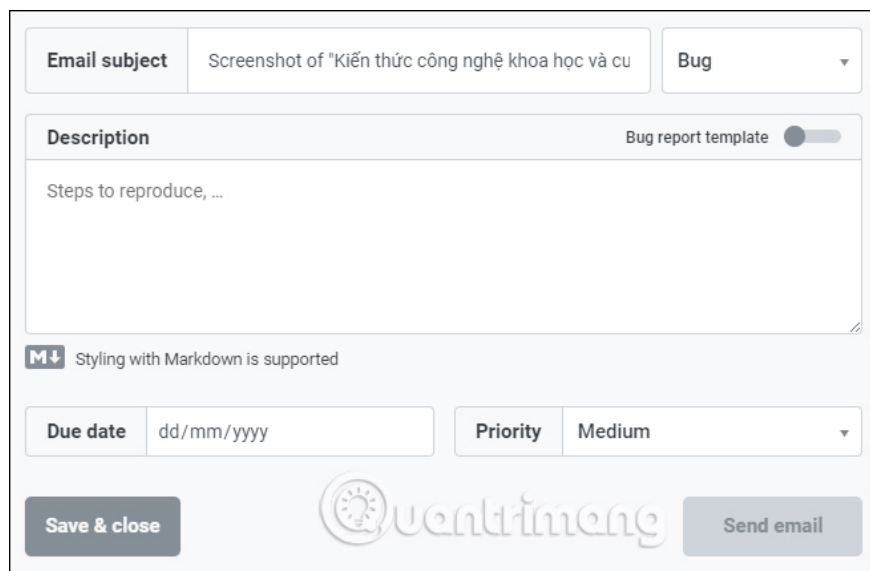 Email subject Screenshot of "Kiến thức công nghệ khoa học và cu Bug
Description Bug report template
Steps to reproduce, ...
M Styling with Markdown is supported
Due date dd/mm/yyyy Priority Medium
Save & close Quantrimang Send email